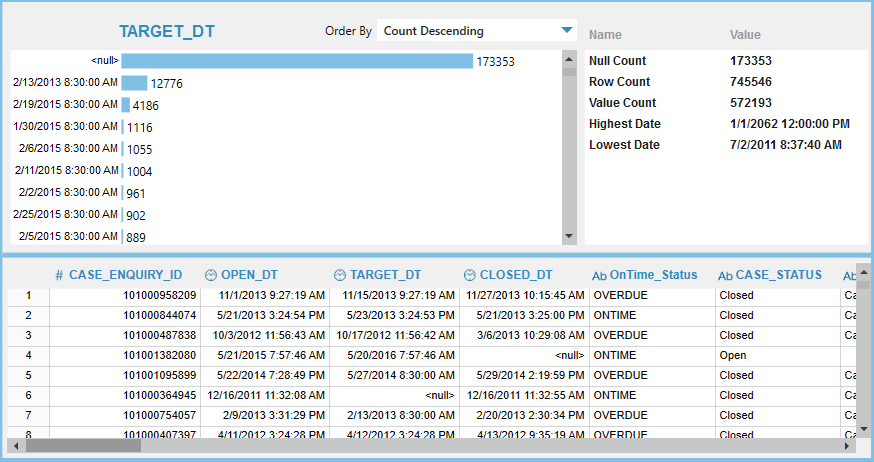 TARGET_DT
Order By Count Descending
<null> 173353
2/13/2013 8:30:00 AM 12776
2/19/2015 8:30:00 AM 4186
1/30/2015 8:30:00 AM 1116
2/6/2015 8:30:00 AM 1055
2/11/2015 8:30:00 AM 1004
2/2/2015 8:30:00 AM 961
2/25/2015 8:30:00 AM 902
2/5/2015 8:30:00 AM 889
Name Value
Null Count 173353
Row Count 745546
Value Count 572193
Highest Date 1/1/2062 12:00:00 PM
Lowest Date 7/2/2011 8:37:40 AM
# CASE_ENQUIRY_ID OPEN_DT TARGET_DT CLOSED_DT Ab OnTime_Status Ab CASE_STATUS Ab
1 101000958209 11/1/2013 9:27:19 AM 11/15/2013 9:27:19 AM 11/27/2013 10:15:45 AM OVERDUE Closed Ca
2 101000844074 5/21/2013 3:24:54 PM 5/23/2013 3:24:53 PM 5/21/2013 3:25:00 PM ONTIME Closed Ca
3 101000487838 10/3/2012 11:56:43 AM 10/17/2012 11:56:42 AM 3/6/2013 10:29:08 AM OVERDUE Closed Ca
4 101001382080 5/21/2015 7:57:46 AM 5/20/2016 7:57:46 AM <null> ONTIME Open
5 101001095899 5/22/2014 7:28:49 PM 5/27/2014 8:30:00 AM 5/29/2014 2:19:59 PM OVERDUE Closed Ca
6 101000364945 12/16/2011 11:32:08 AM <null> 12/16/2011 11:32:55 AM ONTIME Closed Ca
7 101000754057 2/9/2013 3:31:29 PM 2/13/2013 8:30:00 AM 2/20/2013 2:30:34 PM OVERDUE Closed Ca
8 101000407397 4/11/2012 3:24:28 PM 4/12/2012 3:24:28 PM 4/13/2012 9:35:19 AM OVERDUE Closed Ca